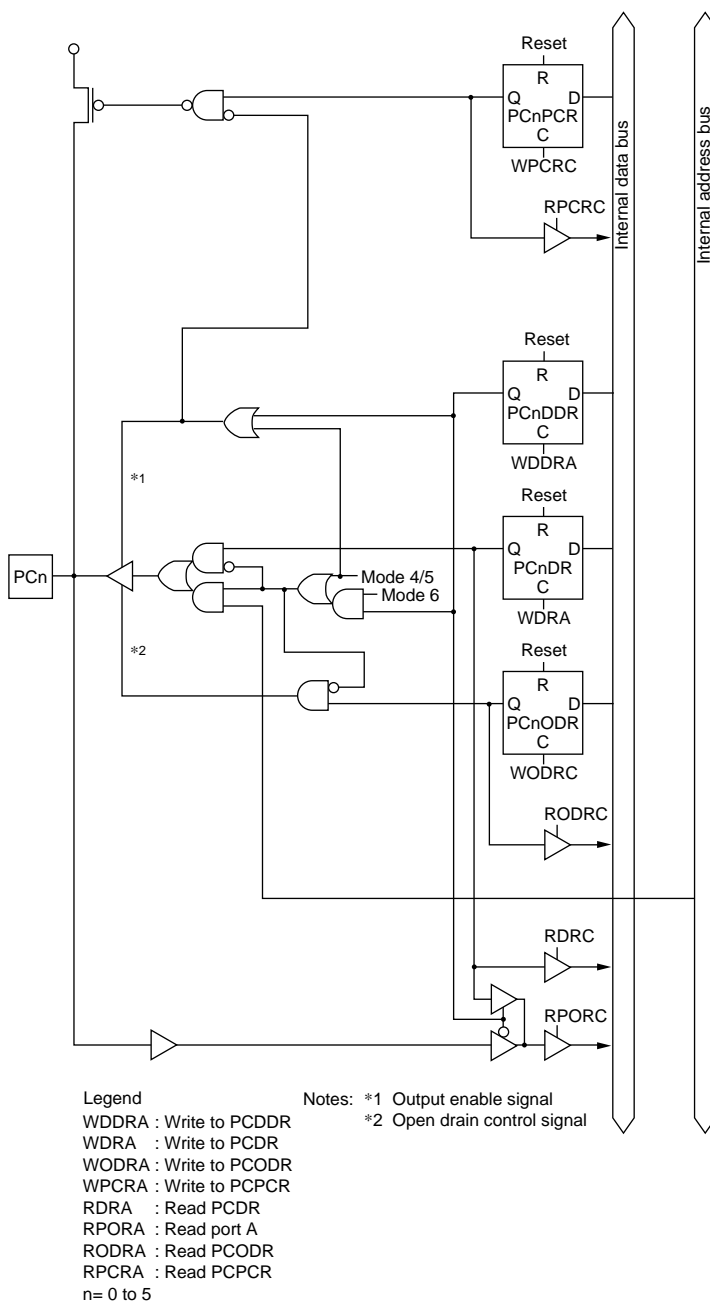 Reset
R
Q D
PCnPCR
C
WPCRC
RPCRC
Internal data bus
Internal address bus
Reset
R
Q D
PCnDDR
C
WDDRA
*1
Reset
R
Q D
PCnDR
C
WDRA
PCn
Mode 4/5
Mode 6
*2
Reset
R
Q D
PCnODR
C
WODRC
RODRC
RDRC
RPORC
Legend
WDDRA : Write to PCDDR
WDRA : Write to PCDR
WODRA : Write to PCODR
WPCRA : Write to PCPCR
RDRA : Read PCDR
RPORA : Read port A
RODRA : Read PCODR
RPCRA : Read PCPCR
n= 0 to 5
Notes: *1 Output enable signal
*2 Open drain control signal